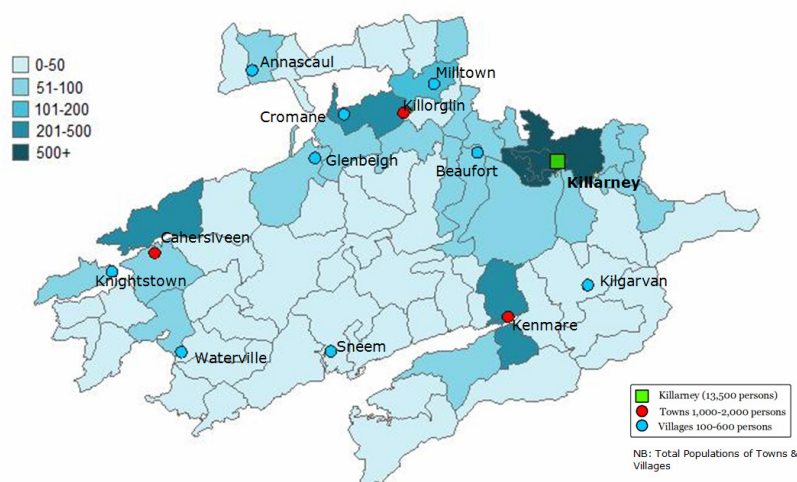 0-50
51-100
101-200
201-500
500+
Annascaul
Milltown
Cromane
Killorglin
Glenbeigh
Beaufort
Killarney
Cahersiveen
Knightstown
Kilgarvan
Kenmare
Waterville
Sneem
Killarney (13,500 persons)
Towns 1,000-2,000 persons
Villages 100-600 persons
NB: Total Populations of Towns &
Villages